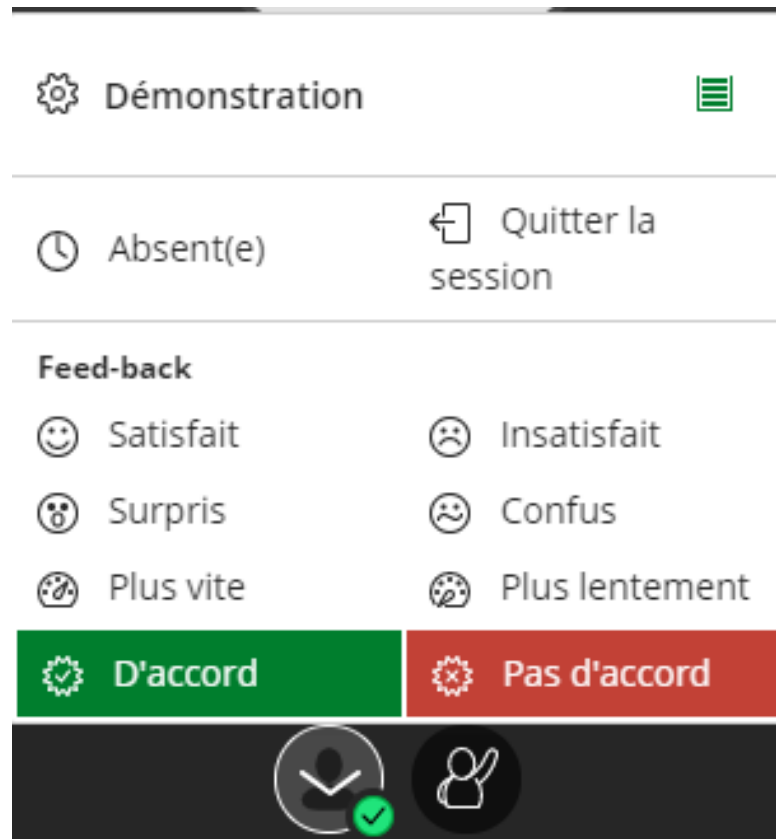 Démonstration
Absent(e)
Quitter la
session
Feed-back
Satisfait
Insatisfait
Surpris
Confus
Plus vite
Plus lentement
D'accord
Pas d'accord